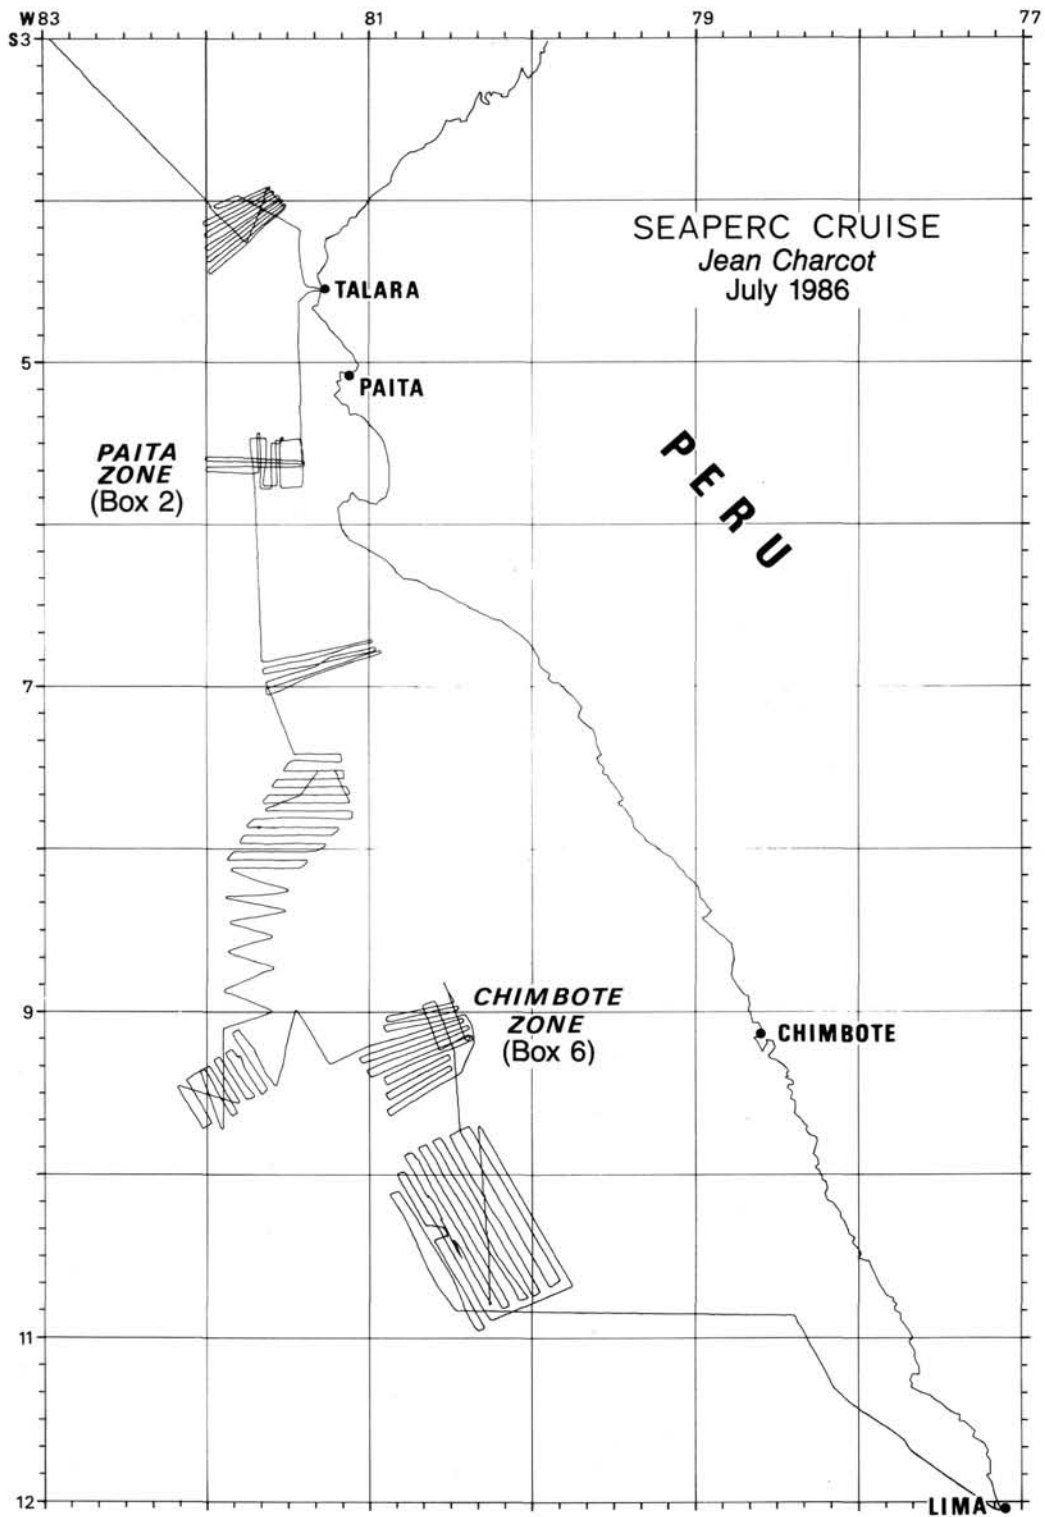 W83 81 79 77
S3
SEAPERC CRUISE
Jean Charcot
July 1986
TALARA
5
PAITA
PAITA
ZONE
(Box 2)
PERU
7
9
CHIMBOTE
ZONE
(Box 6)
CHIMBOTE
11
12
LIMA